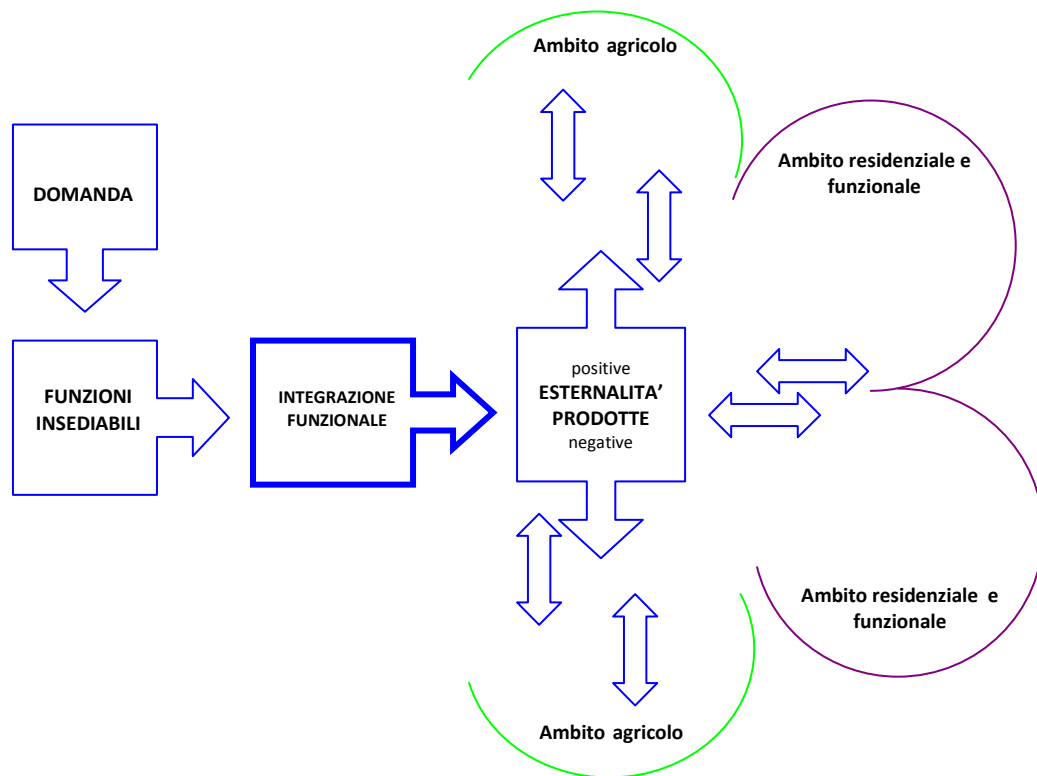 Ambito agricolo
Ambito residenziale e
funzionale
DOMANDA
FUNZIONI
INSEDIABILI
INTEGRAZIONE
FUNZIONALE
positive
ESTERNALITA’
PRODOTTE
negative
Ambito residenziale e
funzionale
Ambito agricolo